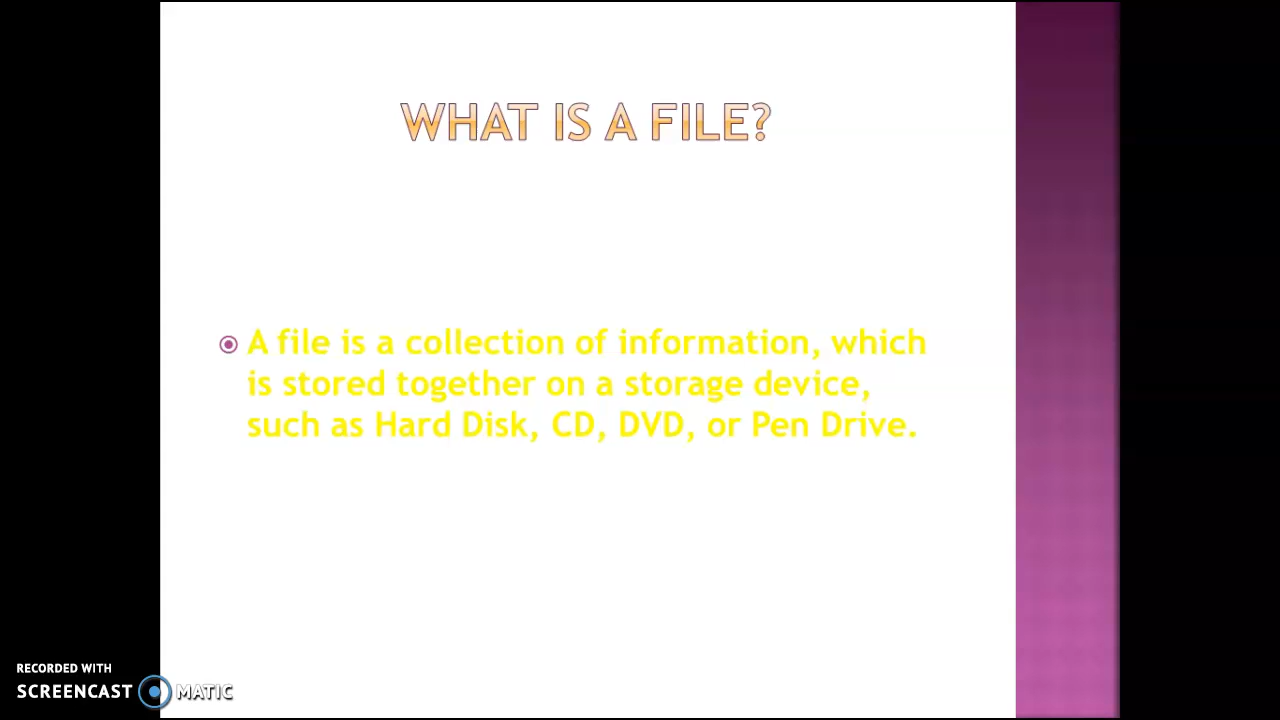 WHAT IS A FILE?
A file is a collection of information, which
is stored together on a storage device,
such as Hard Disk, CD, DVD, or Pen Drive.
RECORDED WITH
SCREENCAST MATIC